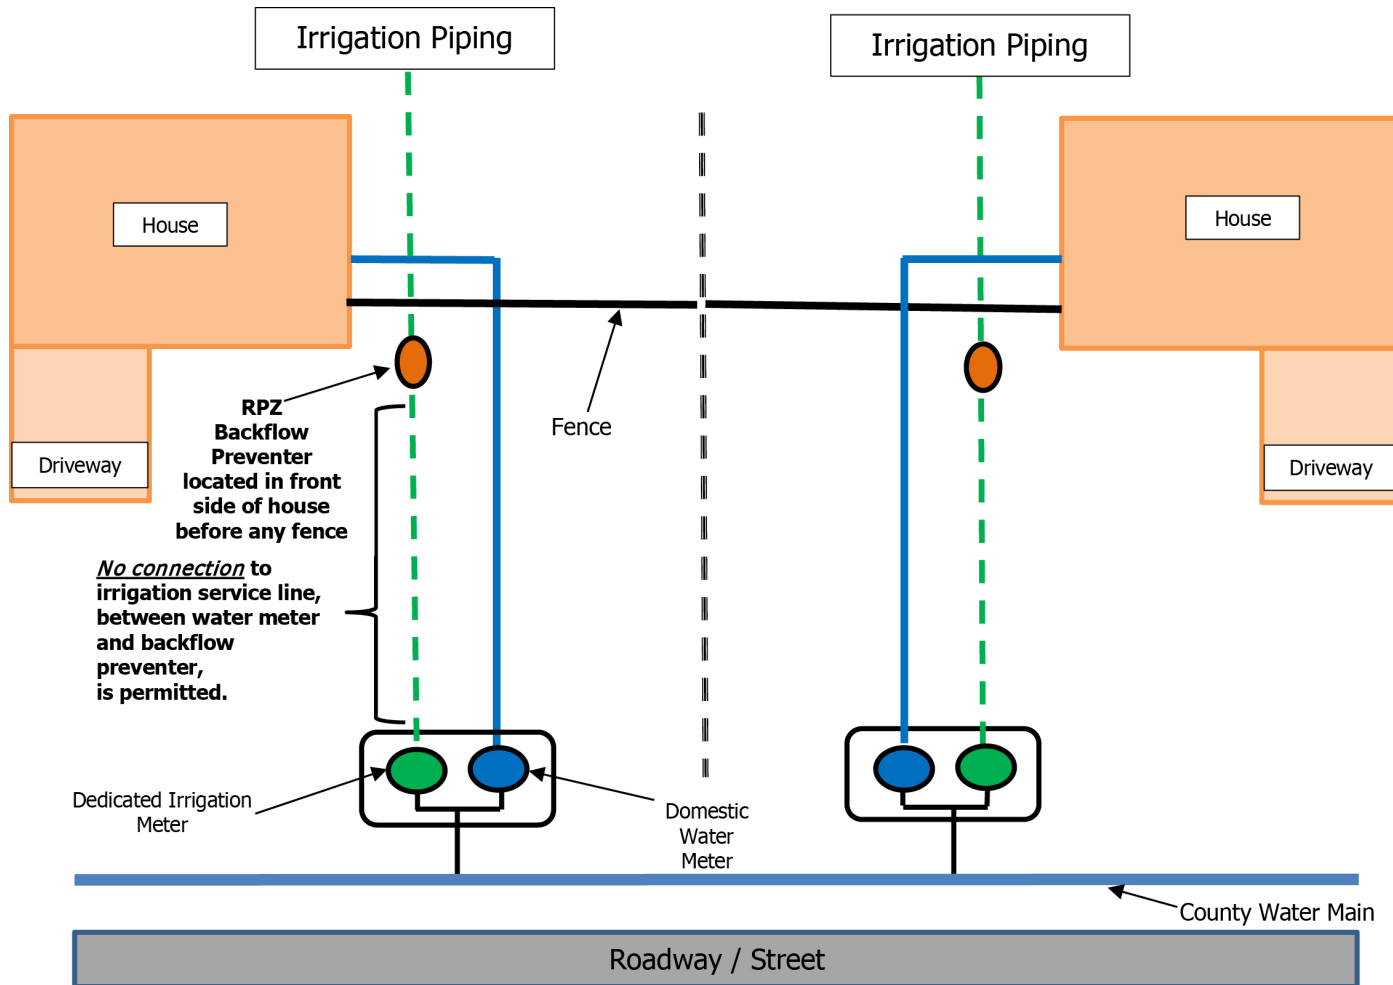 Irrigation Piping
Irrigation Piping
House
House
RPZ
Backflow
Preventer
located in front
side of house
before any fence
Fence
Driveway
Driveway
No connection to
irrigation service line,
between water meter
and backflow
preventer,
is permitted.
Dedicated Irrigation
Meter
Domestic
Water
Meter
County Water Main
Roadway / Street